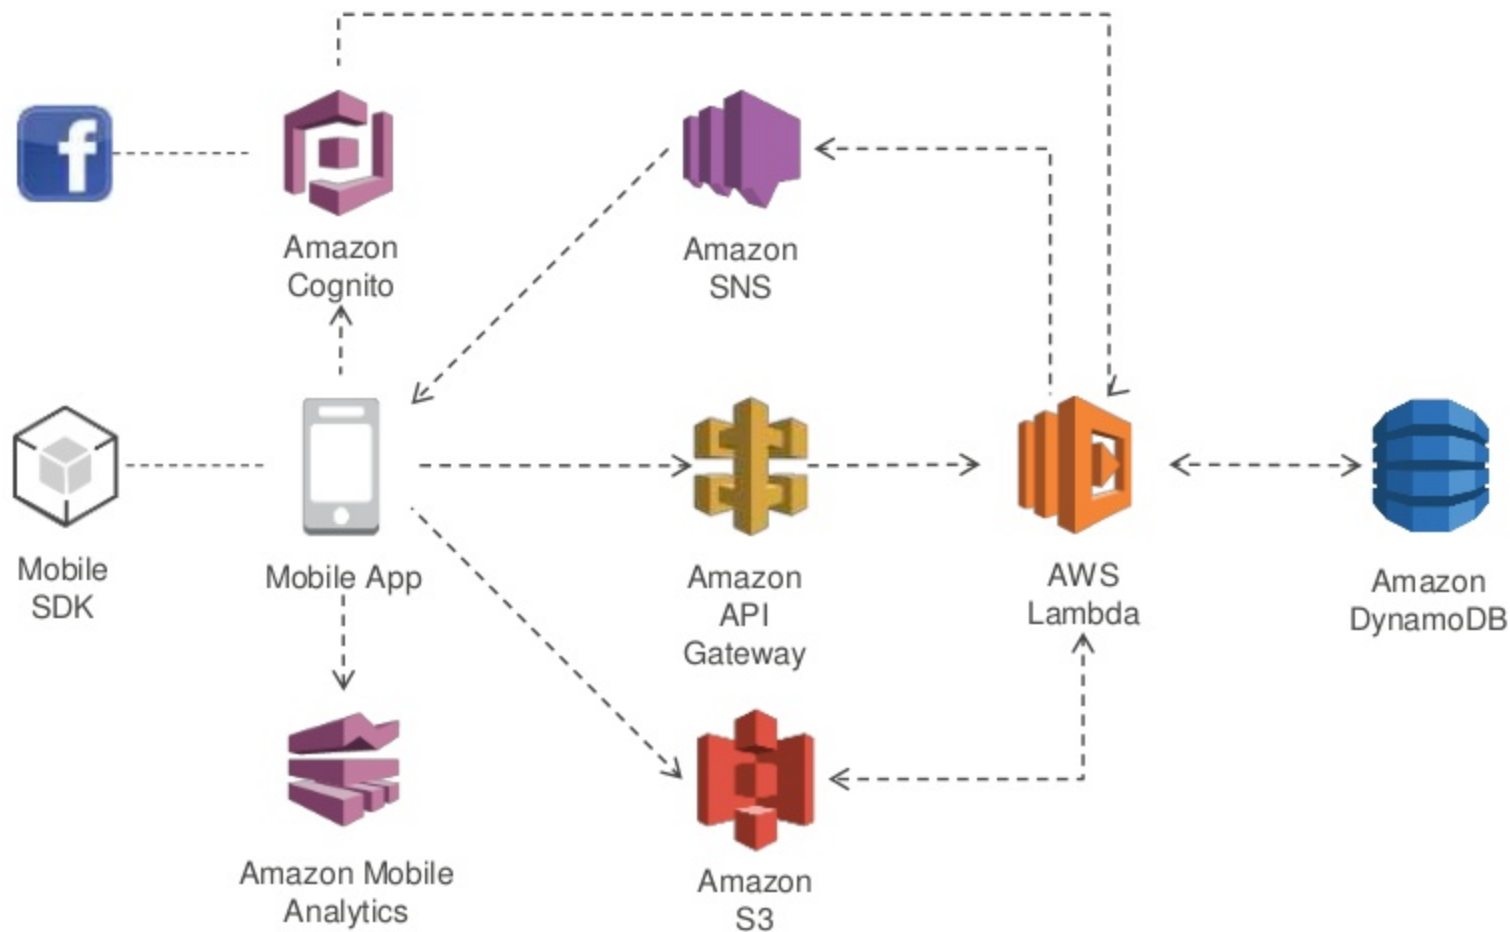 f
Amazon
Cognito
Amazon
SNS
Mobile
SDK
Mobile App
Amazon
API
Gateway
AWS
Lambda
Amazon
DynamoDB
Amazon Mobile
Analytics
Amazon
S3